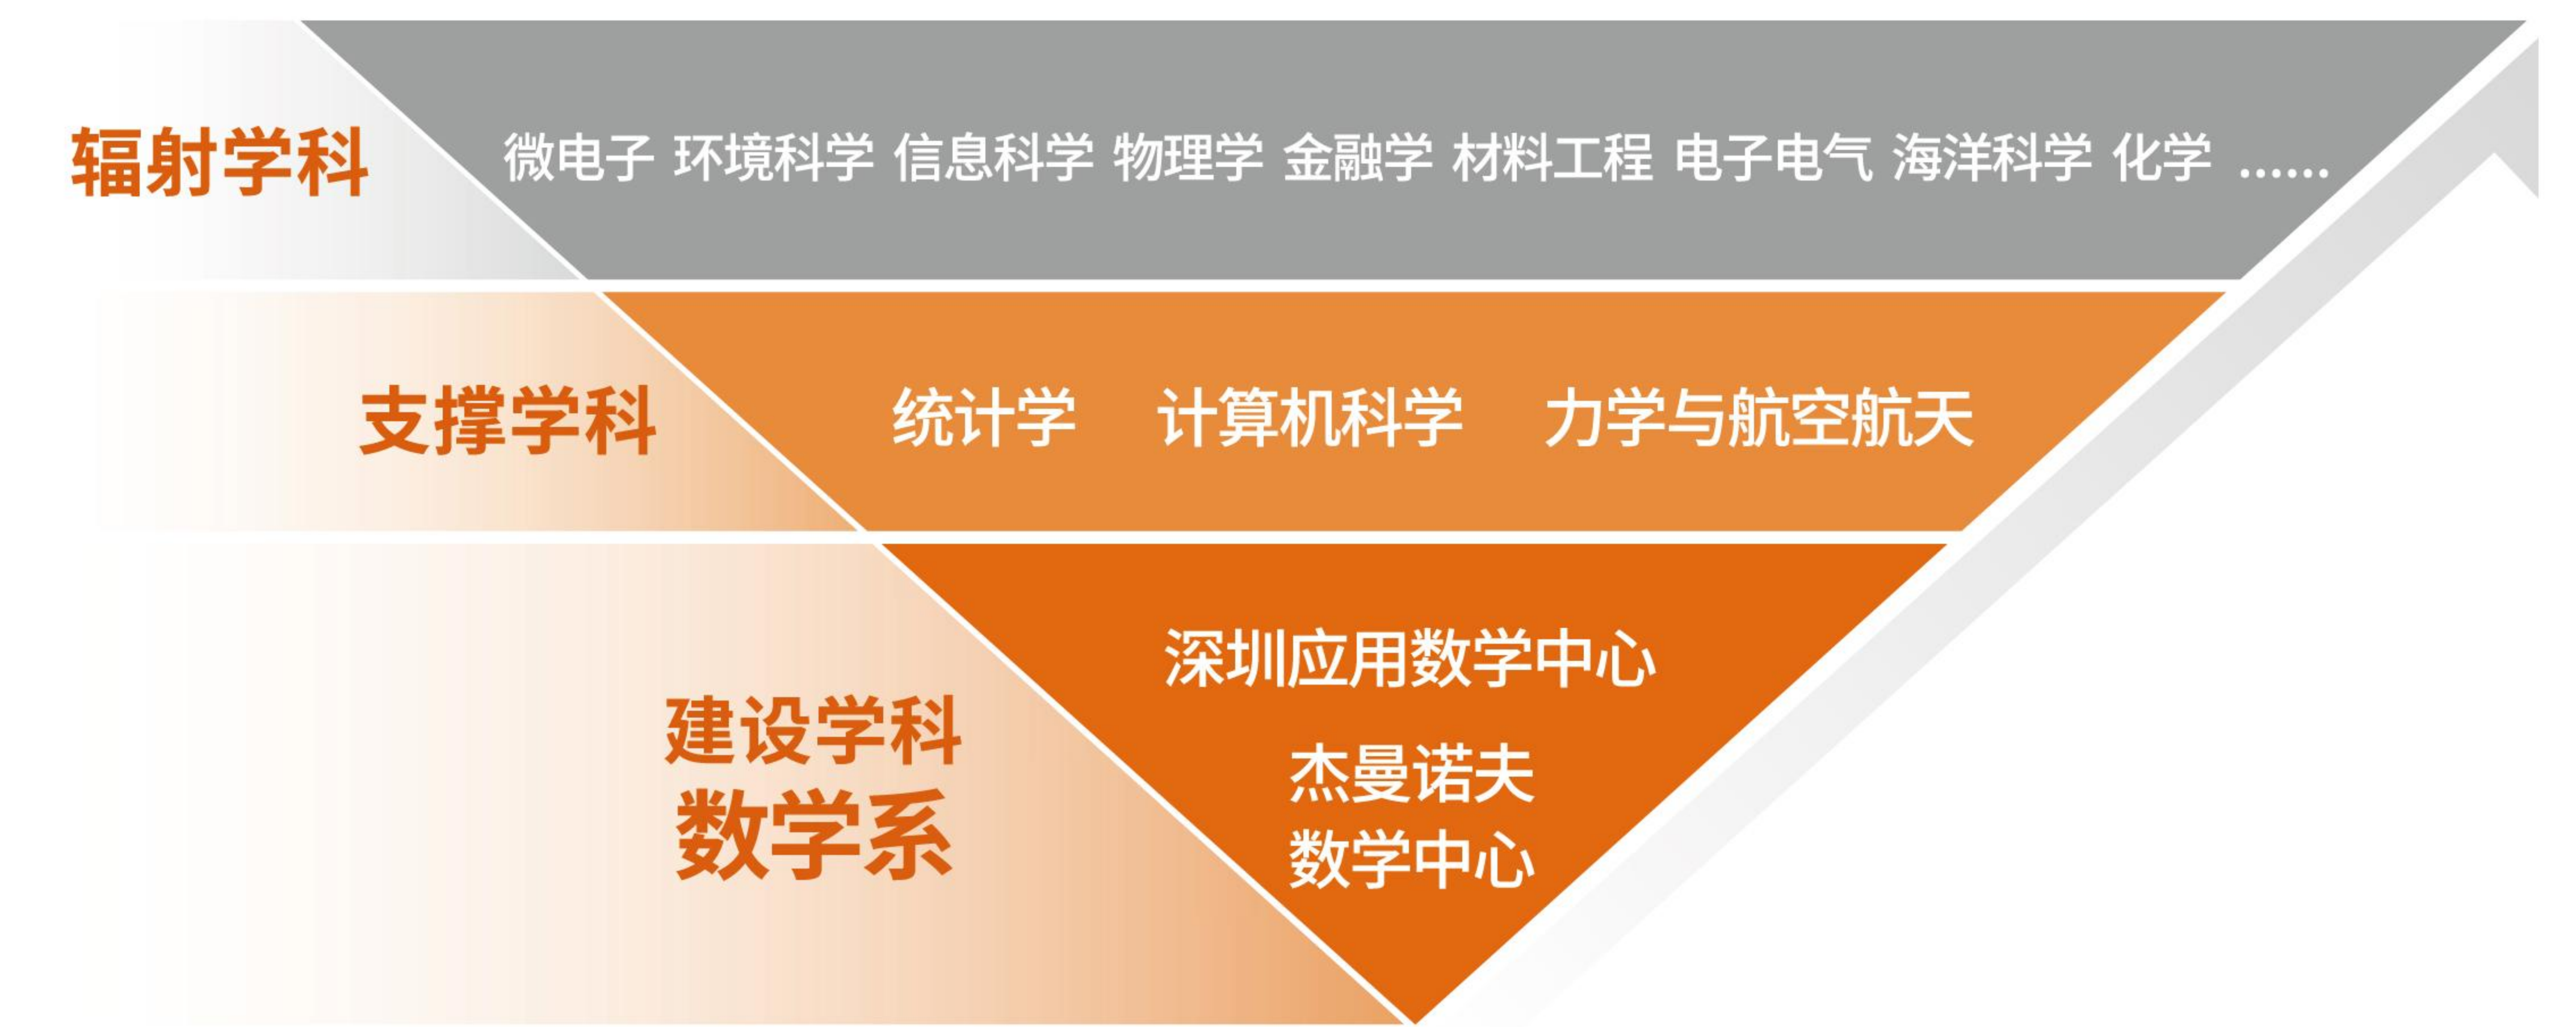 辐射学科
微电子 环境科学 信息科学 物理学 金融学 材料工程 电子电气 海洋科学 化学 ……
支撑学科
统计学 计算机科学 力学与航空航天
建设学科
数学系
深圳应用数学中心
杰曼诺夫
数学中心